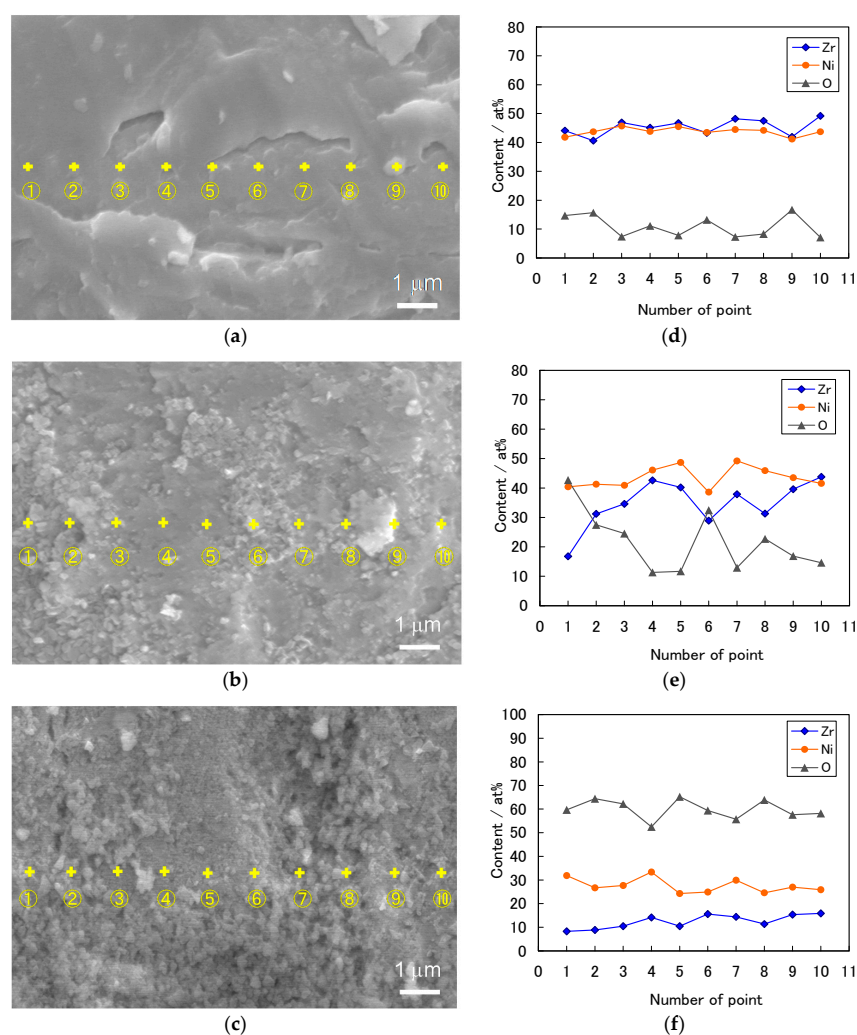 ① ② ③ ④ ⑤ ⑥ ⑦ ⑧ ⑨ ⑩
1 μm
(a)
80
70
60
50
40
30
20
10
0
Content / at%
Zr
Ni
O
0 1 2 3 4 5 6 7 8 9 10 11
Number of point
(d)
① ② ③ ④ ⑤ ⑥ ⑦ ⑧ ⑨ ⑩
1 μm
(b)
80
70
60
50
40
30
20
10
0
Content / at%
Zr
Ni
O
0 1 2 3 4 5 6 7 8 9 10 11
Number of point
(e)
① ② ③ ④ ⑤ ⑥ ⑦ ⑧ ⑨ ⑩
1 μm
(c)
100
90
80
70
60
50
40
30
20
10
0
Content / at%
Zr
Ni
O
0 1 2 3 4 5 6 7 8 9 10 11
Number of point
(f)